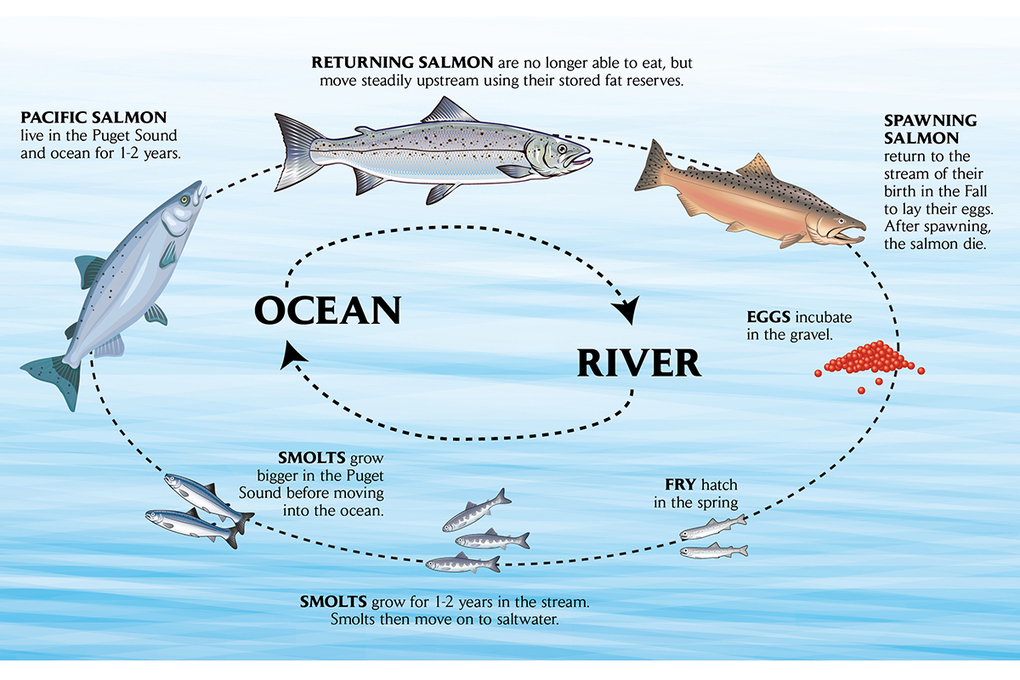 RETURNING SALMON are no longer able to eat, but
move steadily upstream using their stored fat reserves.
PACIFIC SALMON
live in the Puget Sound
and ocean for 1-2 years.
SPAWNING
SALMON
return to the
stream of their
birth in the Fall
to lay their eggs.
After spawning,
the salmon die.
OCEAN
RIVER
EGGS incubate
in the gravel.
SMOLTS grow
bigger in the Puget
Sound before moving
into the ocean.
FRY hatch
in the spring
SMOLTS grow for 1-2 years in the stream.
Smolts then move on to saltwater.